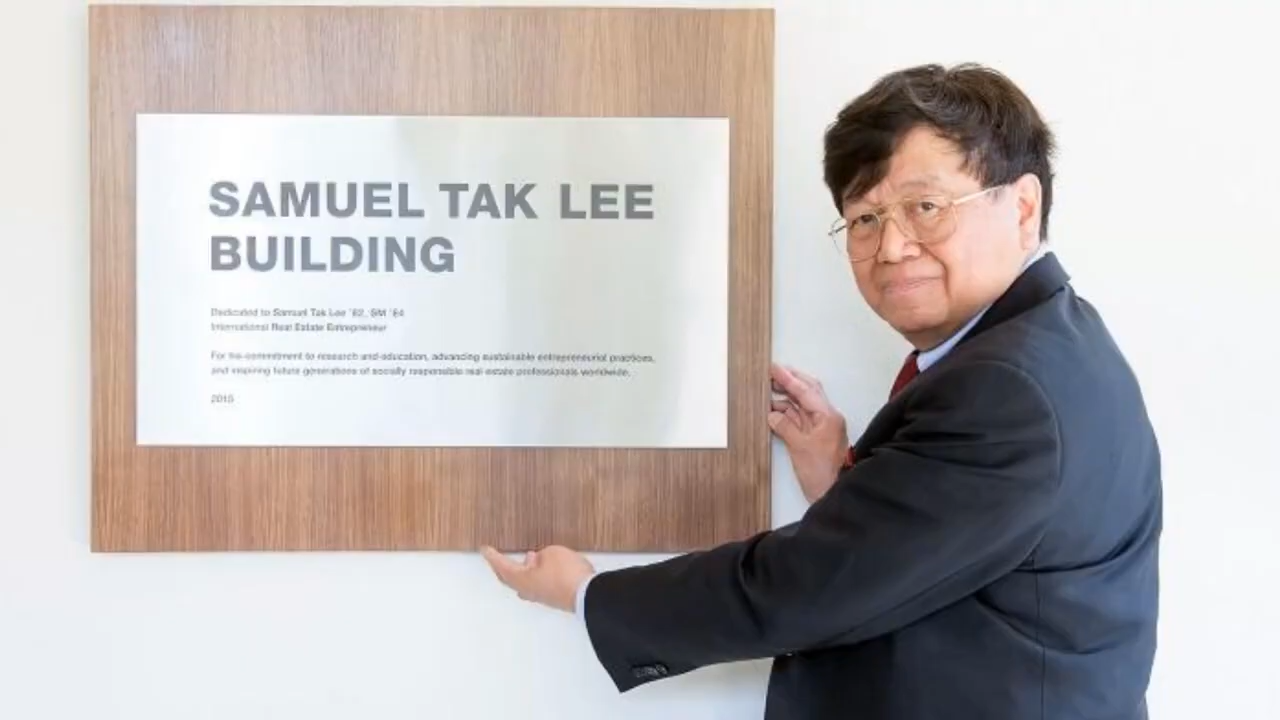 SAMUEL TAK LEE
BUILDING
Dedicated to Samuel Tak Lee '62, SM '64
International Real Estate Entrepreneur
For his commitment to research and education, advancing sustainable entrepreneurial practices,
and inspiring future generations of socially responsible real estate professionals worldwide.
2015